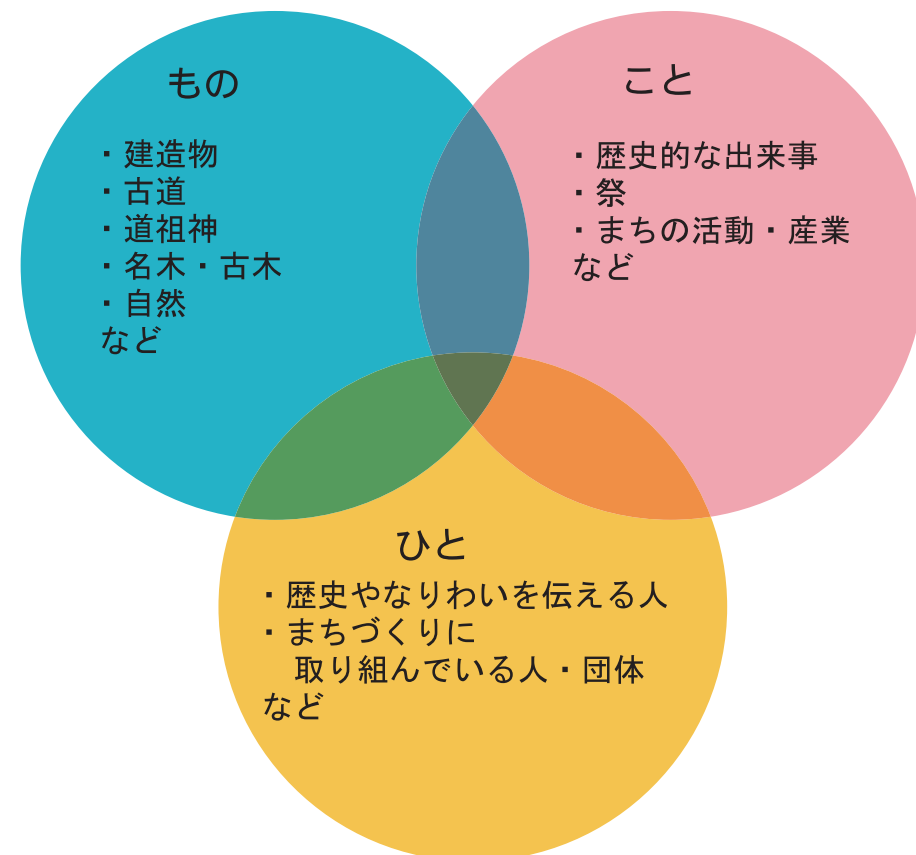 もの
・建造物
・古道
・道祖神
・名木・古木
・自然
など
こと
・歴史的な出来事
・祭
・まちの活動・産業
など
ひと
・歴史やなりわいを伝える人
・まちづくりに
取り組んでいる人・団体
など